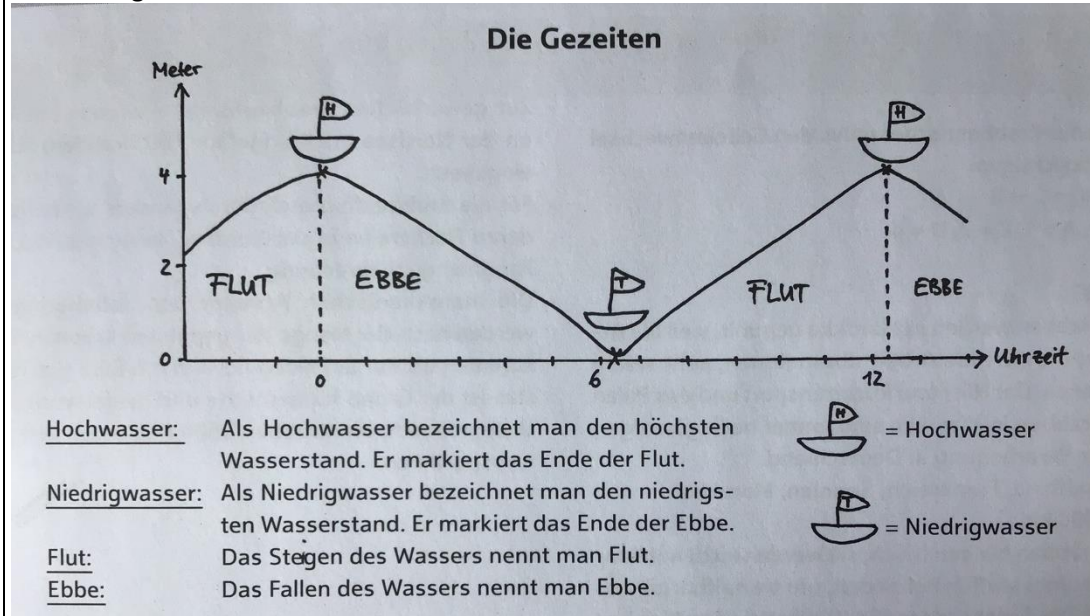 Die Gezeiten
Meter
H
H
4
2
T
FLUT
EBBE
FLUT
EBBE
0
0
6
12
Uhrzeit
Hochwasser: Als Hochwasser bezeichnet man den höchsten
Wasserstand. Er markiert das Ende der Flut.
H = Hochwasser
Niedrigwasser: Als Niedrigwasser bezeichnet man den niedrigs-
ten Wasserstand. Er markiert das Ende der Ebbe.
T = Niedrigwasser
Flut: Das Steigen des Wassers nennt man Flut.
Ebbe: Das Fallen des Wassers nennt man Ebbe.